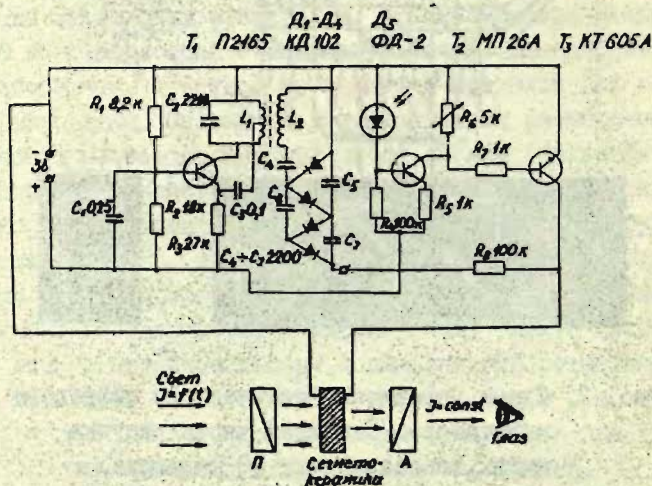 Д₁-Д₄ Д₅
T₁ П2165 КД102 ФД-2 T₂ МП26А T₃ КТ605А
R₁ 8,2к
C₂ 2200
L₁
L₂
R₆ 5к
C₄
R₇ 1к
- 3в +
C₅
C₁ 0,25
R₂ 18к
C₃ 0,1
C₆
R₄ 100к
R₅ 1к
R₃ 27к
C₇
C₄÷C₇ 2200
R₈ 100к
Свет
J=f(t)
J=const
Глаз
П
Сегнето-
керамика
А